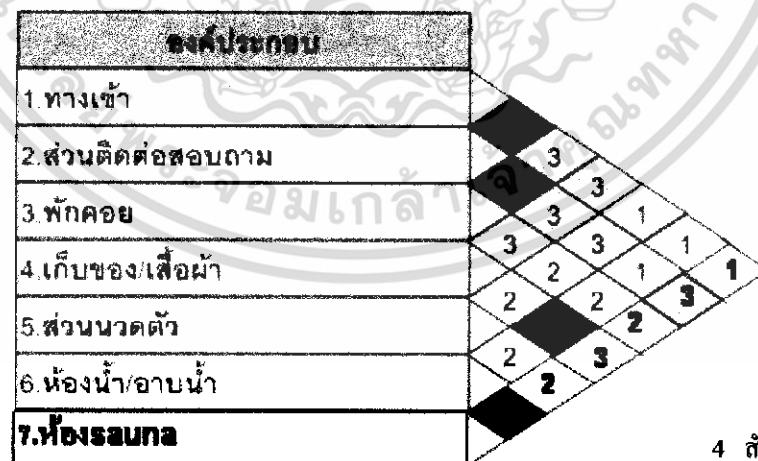 องค์ประกอบ
1.ทางเข้า
2.ส่วนติดต่อสอบถาม
3.พักคอย
4.เก็บของ/เสื้อผ้า
5.ส่วนนวดตัว
6.ห้องน้ำ/อาบน้ำ
7.ห้องรauna
3
3 3
3 3 1
2 3 1
2 2 1 1
2 2 3
2 3
4